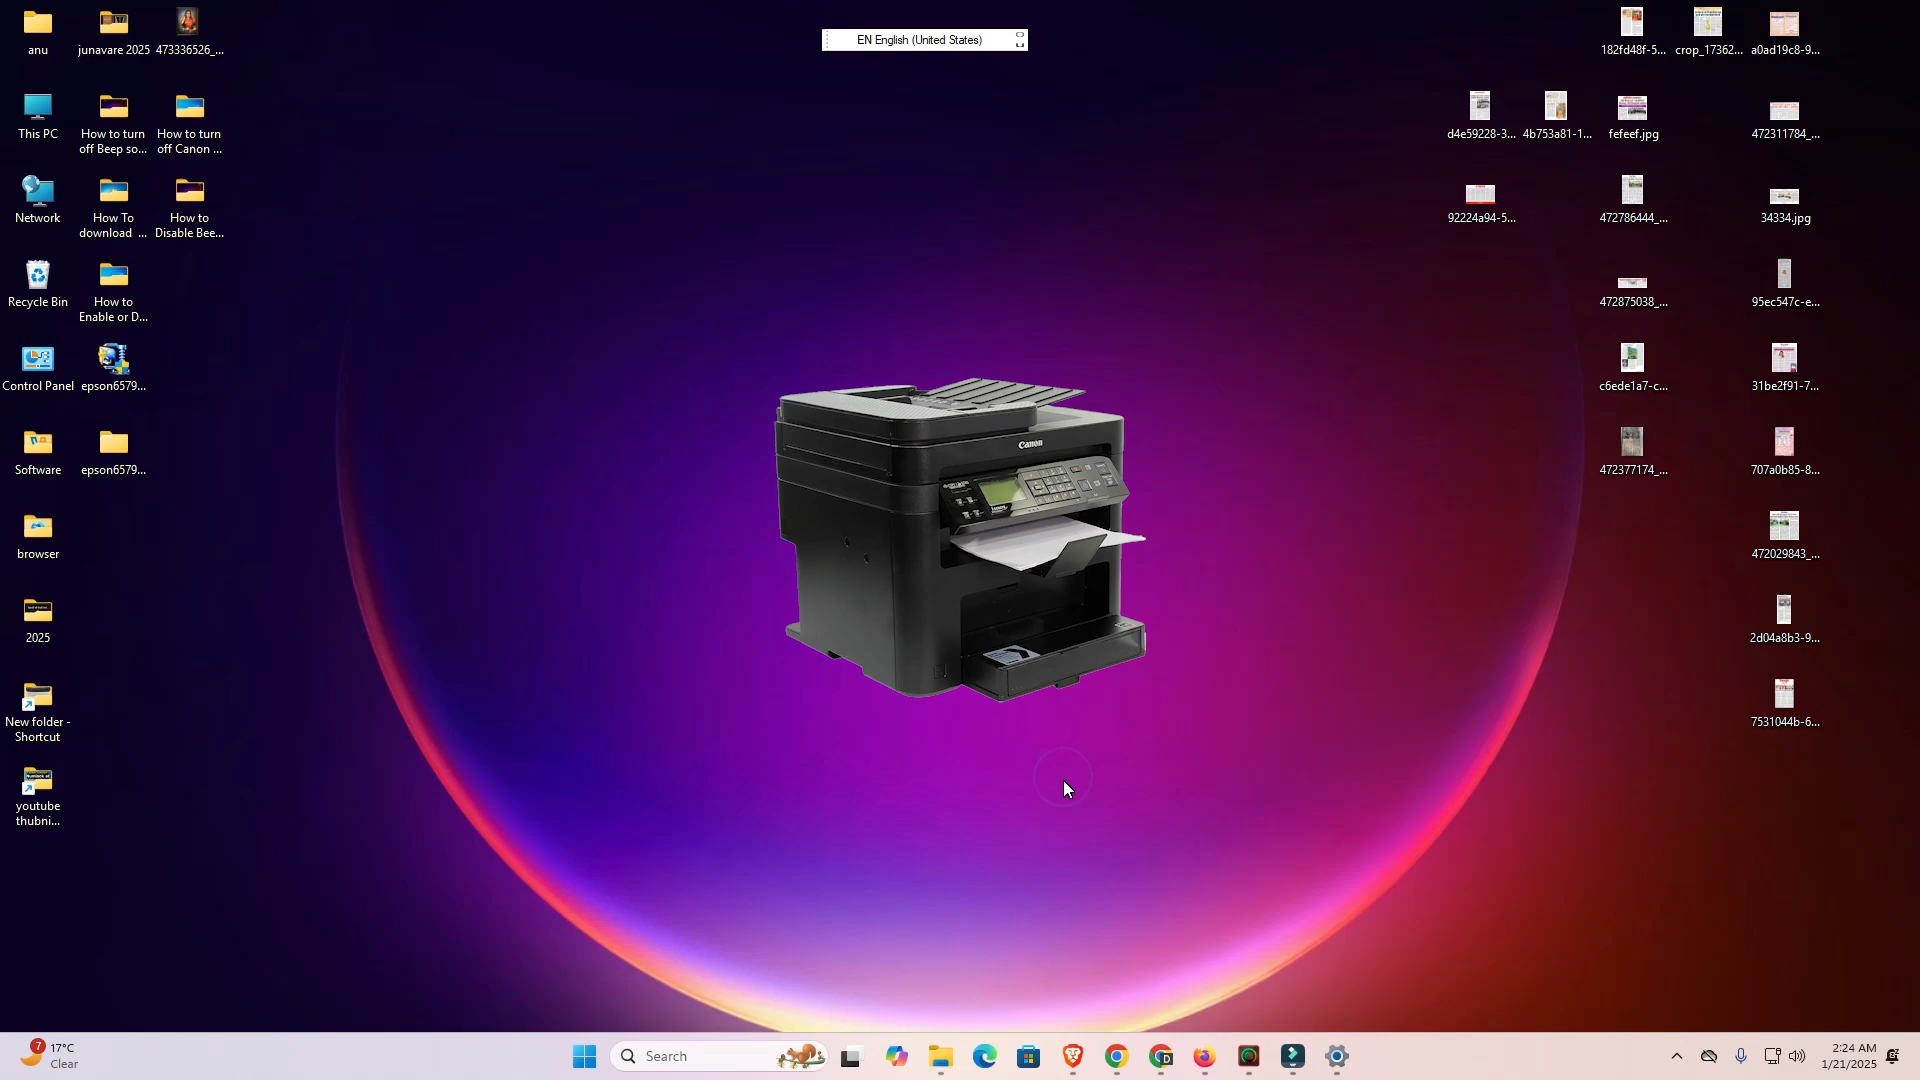 EN English (United States)
anu
junavare 2025
473336526_...
This PC
How to turn
off Beep so...
How to turn
off Canon ...
Network
How To
download ...
How to
Disable Bee...
Recycle Bin
How to
Enable or D...
Control Panel
epson6579...
Software
epson6579...
browser
2025
New folder -
Shortcut
youtube
thubni...
182fd48f-5...
crop_17362...
a0ad19c8-9...
d4e59228-3...
4b753a81-1...
fefeef.jpg
472311784_...
92224a94-5...
472786444_...
34334.jpg
472875038_...
95ec547c-e...
c6ede1a7-c...
31be2f91-7...
472377174_...
707a0b85-8...
472029843_...
2d04a8b3-9...
7531044b-6...
Canon
7
17°C
Clear
Search
D
2:24 AM
1/21/2025